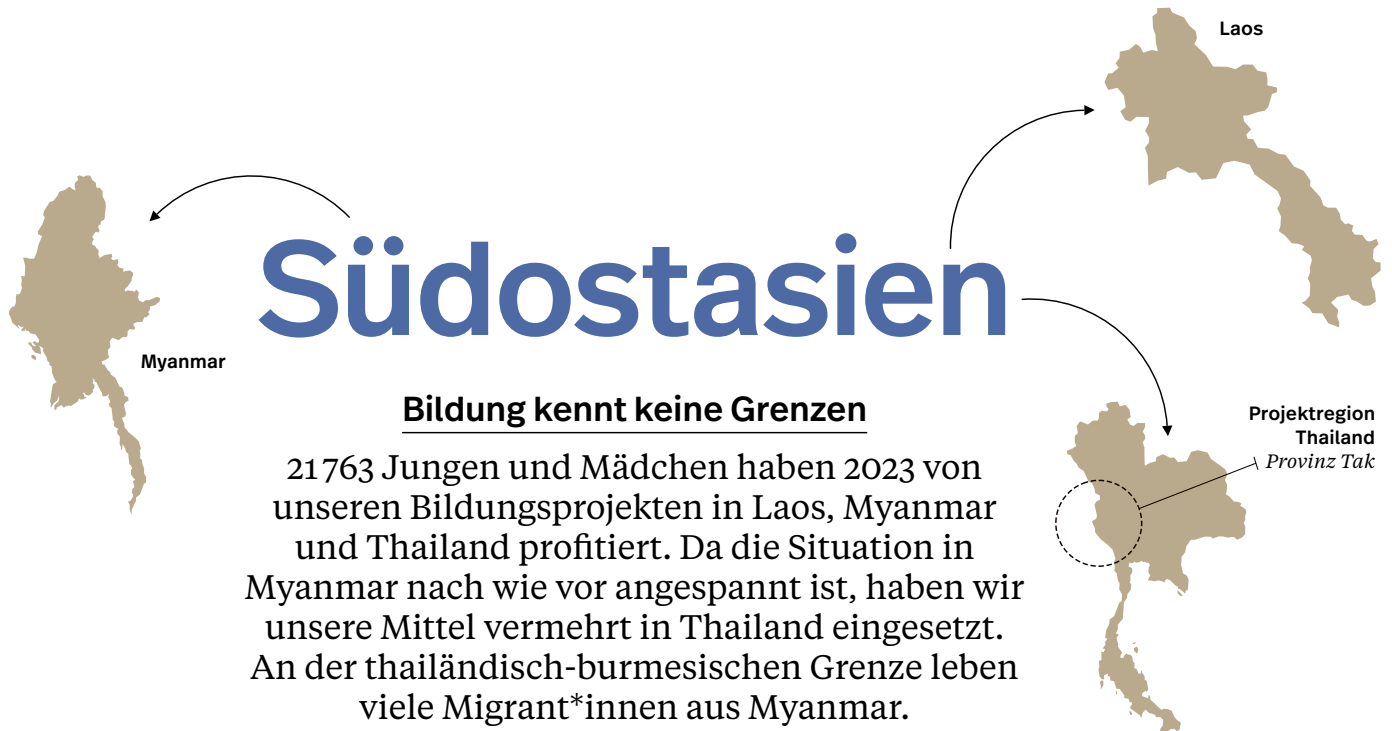 Laos
Südostasien
Myanmar
Bildung kennt keine Grenzen
Projektregion
Thailand
Provinz Tak
21 763 Jungen und Mädchen haben 2023 von
unseren Bildungsprojekten in Laos, Myanmar
und Thailand profitiert. Da die Situation in
Myanmar nach wie vor angespannt ist, haben wir
unsere Mittel vermehrt in Thailand eingesetzt.
An der thailändisch-burmesischen Grenze leben
viele Migrant*innen aus Myanmar.